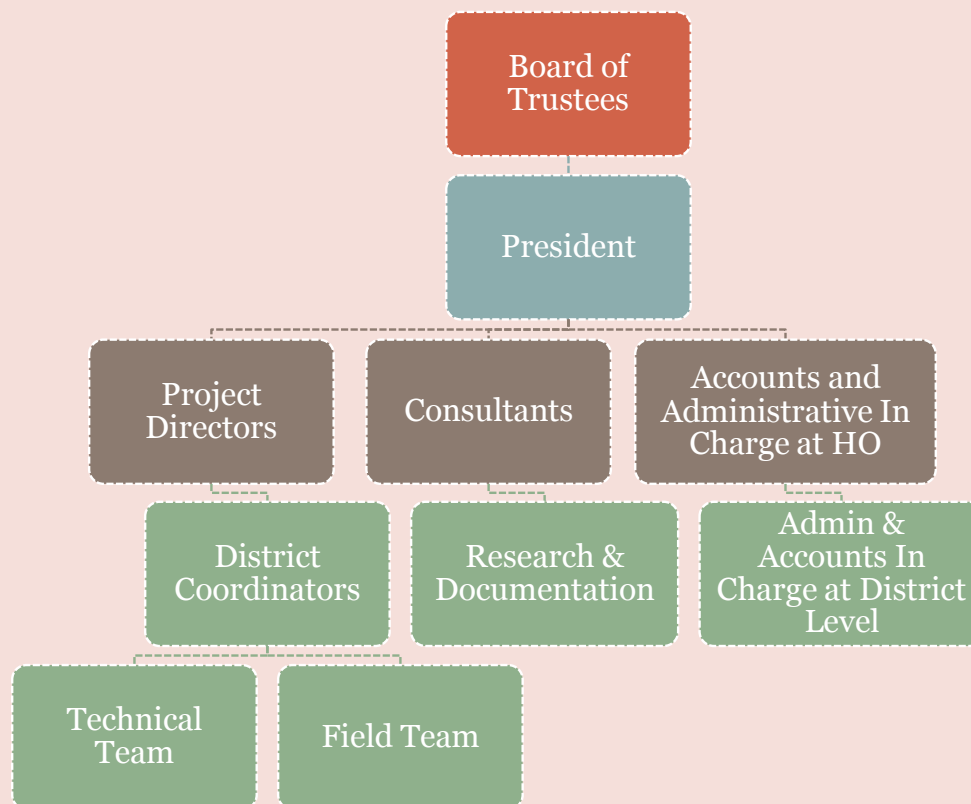 Board of
Trustees
President
Project
Directors
Consultants
Accounts and
Administrative In
Charge at HO
District
Coordinators
Research &
Documentation
Admin &
Accounts In
Charge at District
Level
Technical
Team
Field Team